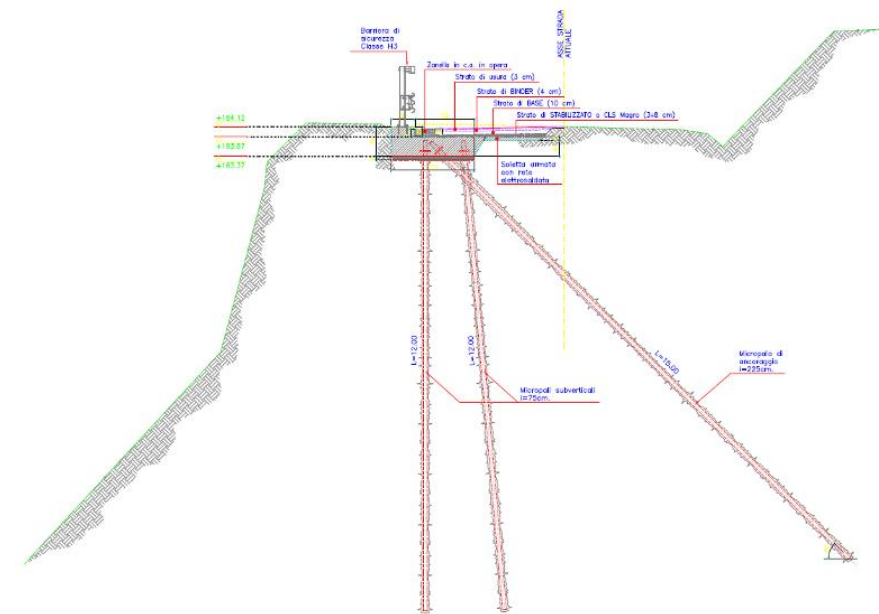 Barriera di
sicurezza
Classe H3
ASSE STRADA
ATTUALE
Zanella in c.a. in opera
Strato di usura (3 cm)
Strato di BINDER (4 cm)
Strato di BASE (10 cm)
Strato di STABILIZZATO o CLS Magro (3÷8 cm)
+164.12
+163.87
+163.37
Soletta armata
con rete
elettrosaldata
L=12.00
L=12.00
L=15.00
Micropalo di
ancoraggio
i=225cm.
Micropali subverticali
i=75cm.